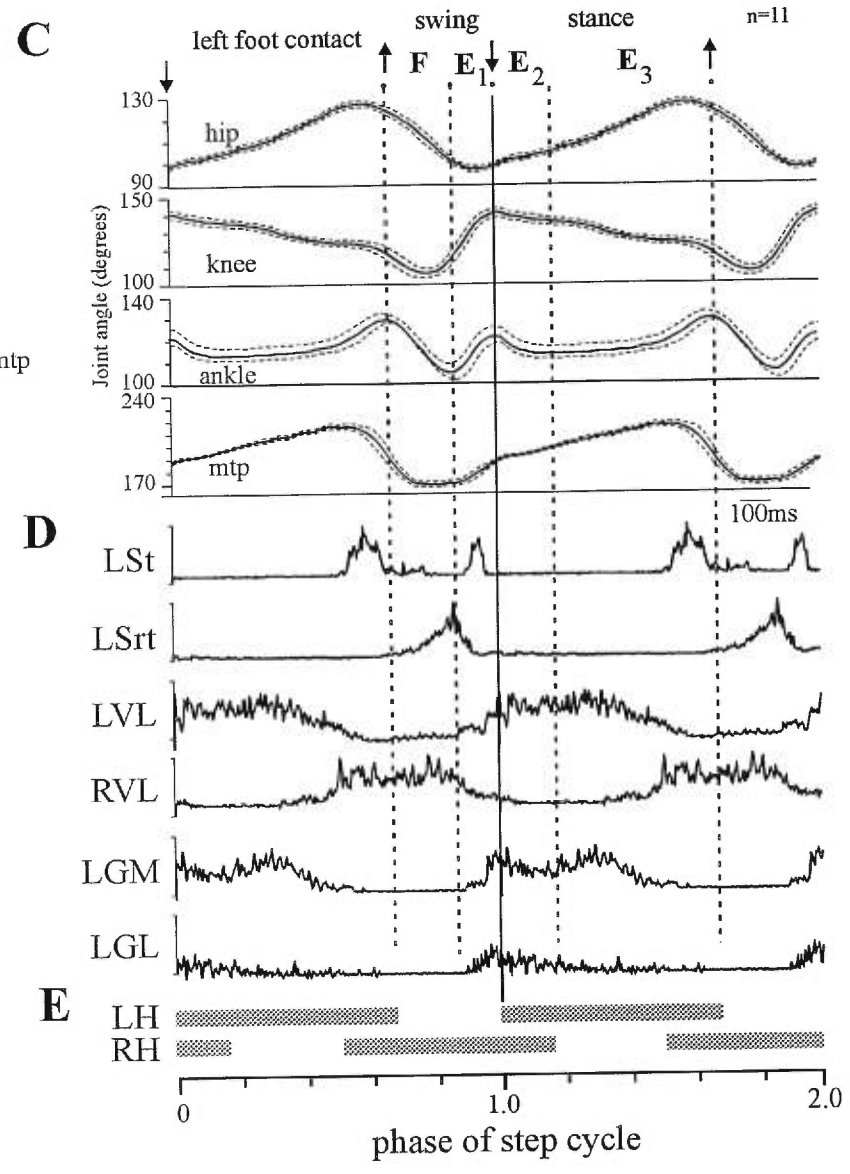 C
left foot contact
swing
stance
n=11
F
E1
E2
E3
Joint angle (degrees)
130
hip
90
150
knee
100
140
ankle
100
240
mtp
170
ntp
100ms
D
LSt
LSrt
LVL
RVL
LGM
LGL
E
LH
RH
0
1.0
2.0
phase of step cycle